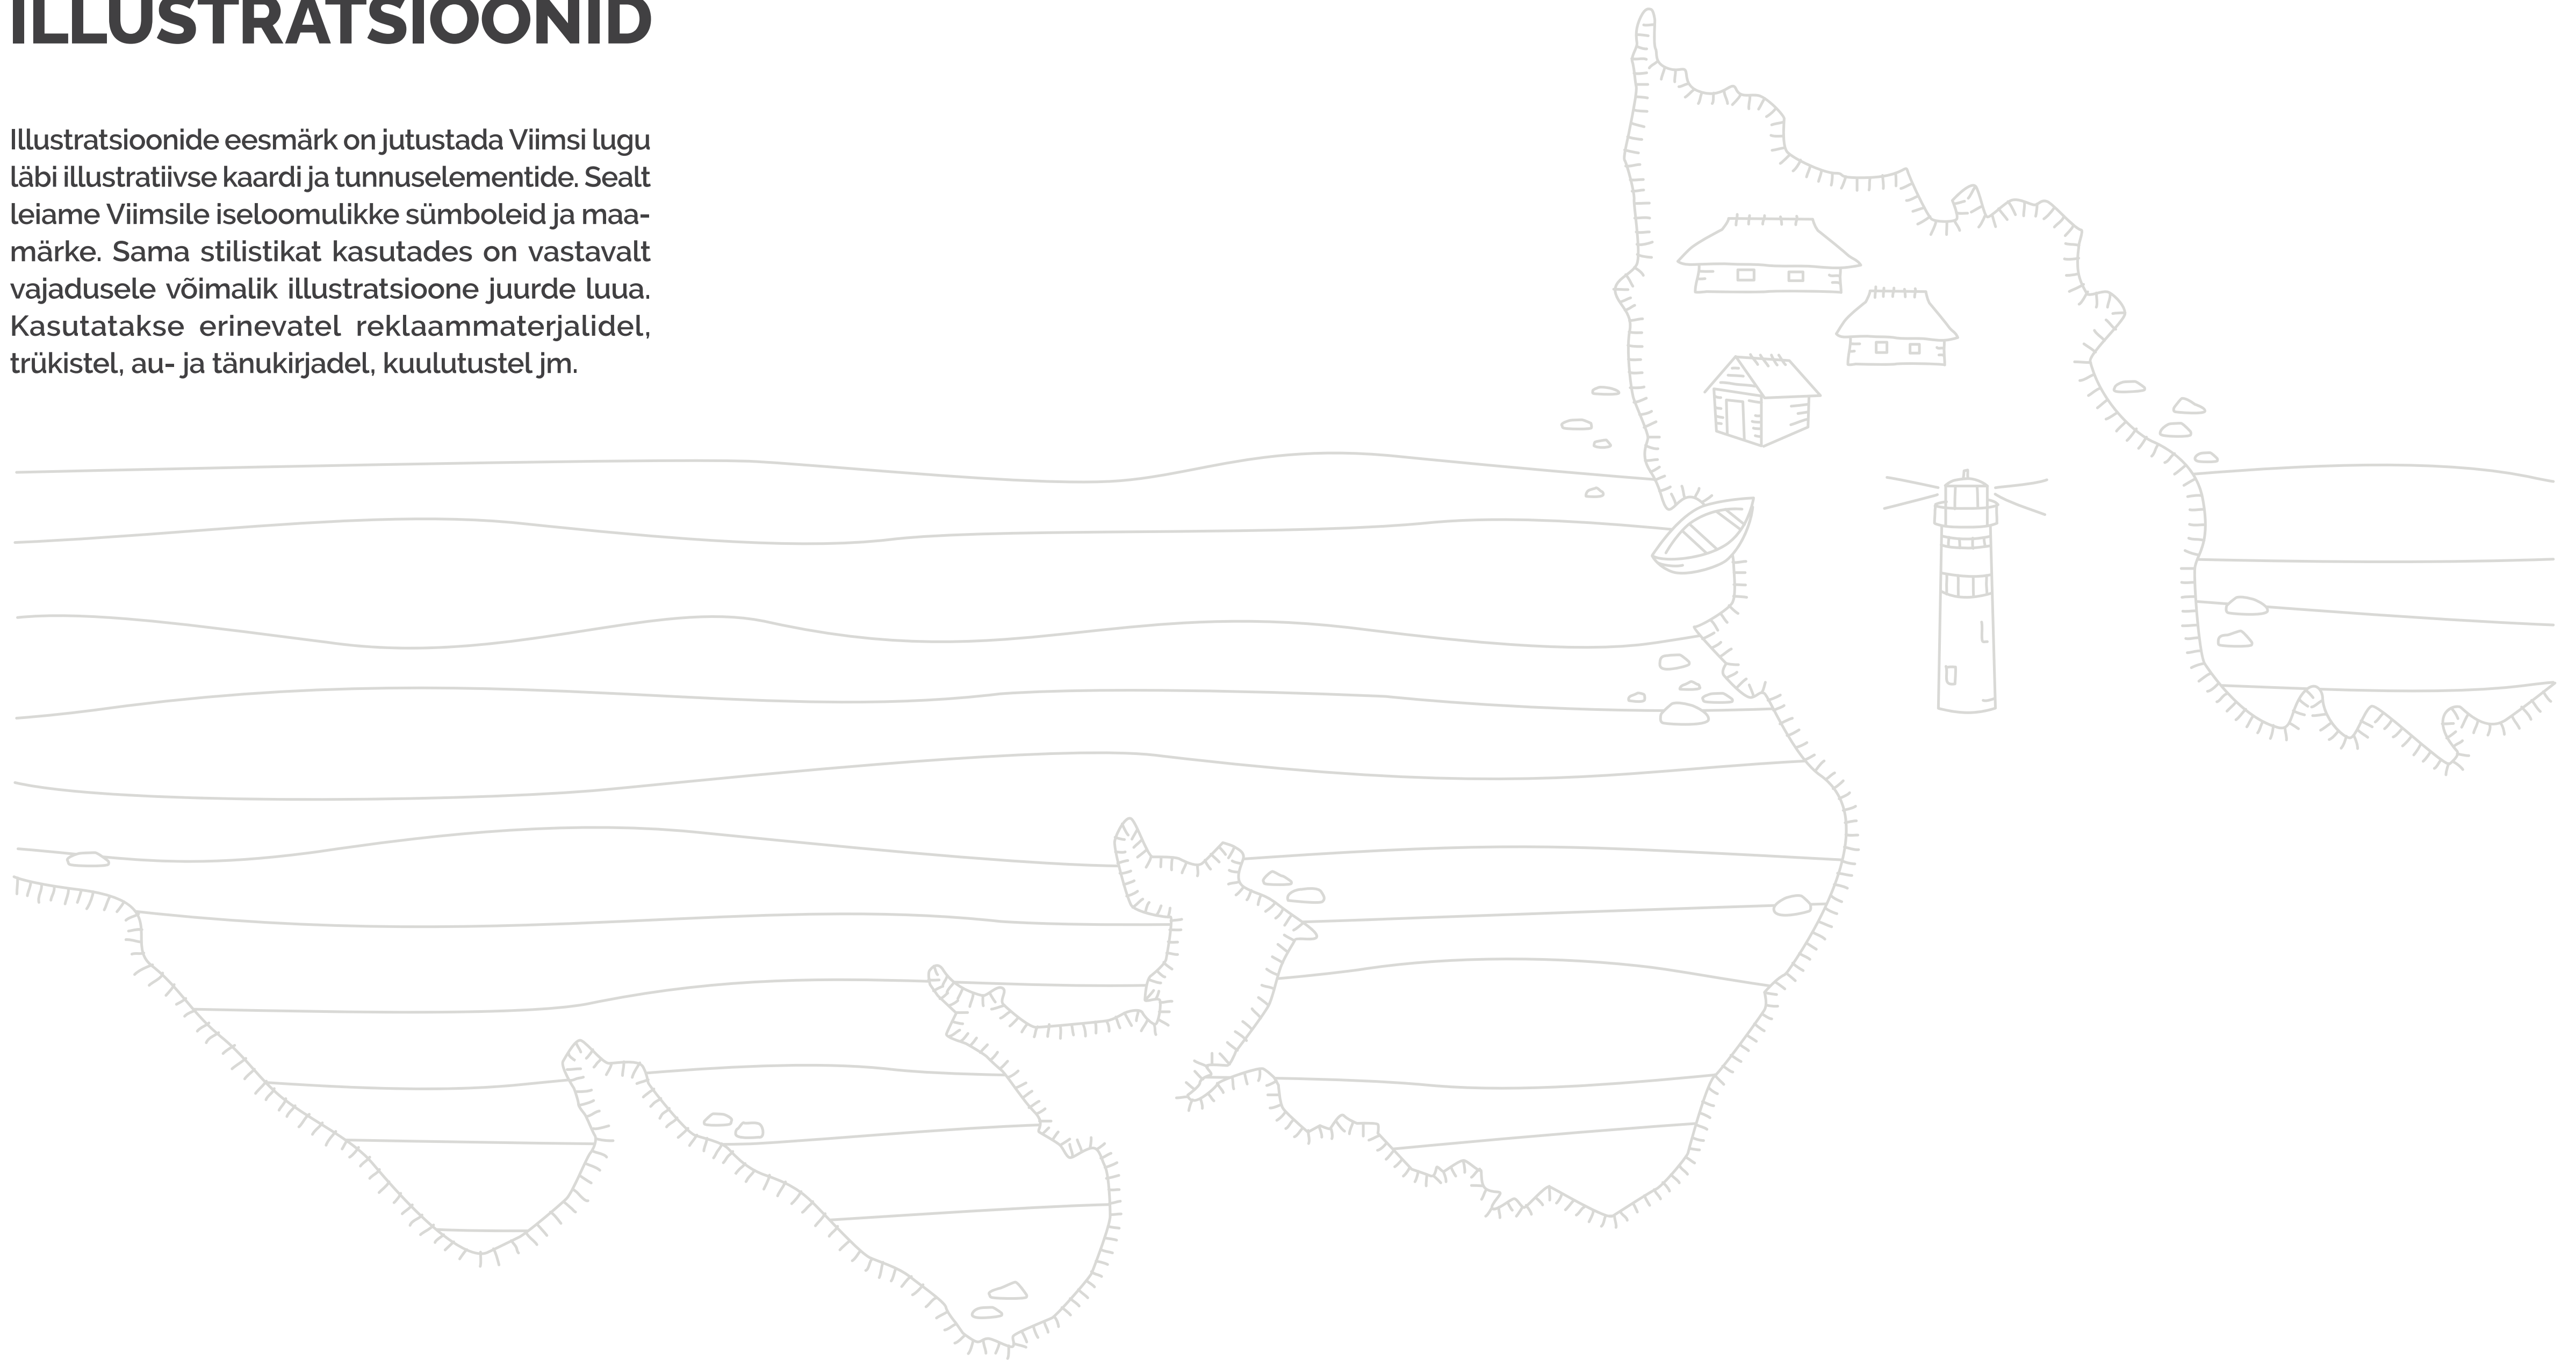 ILLUSTRATSIOONID
Illustratsioonide eesmärk on jutustada Viimsi lugu
läbi illustratiivse kaardi ja tunnuselementide. Sealt
leiame Viimsile iseloomulikke sümboleid ja maa-
märke. Sama stilistikat kasutades on vastavalt
vajadusele võimalik illustratsioone juurde luua.
Kasutatakse erinevatel reklaammaterjalidel,
trükistel, au- ja tänukirjadel, kuulutustel jm.